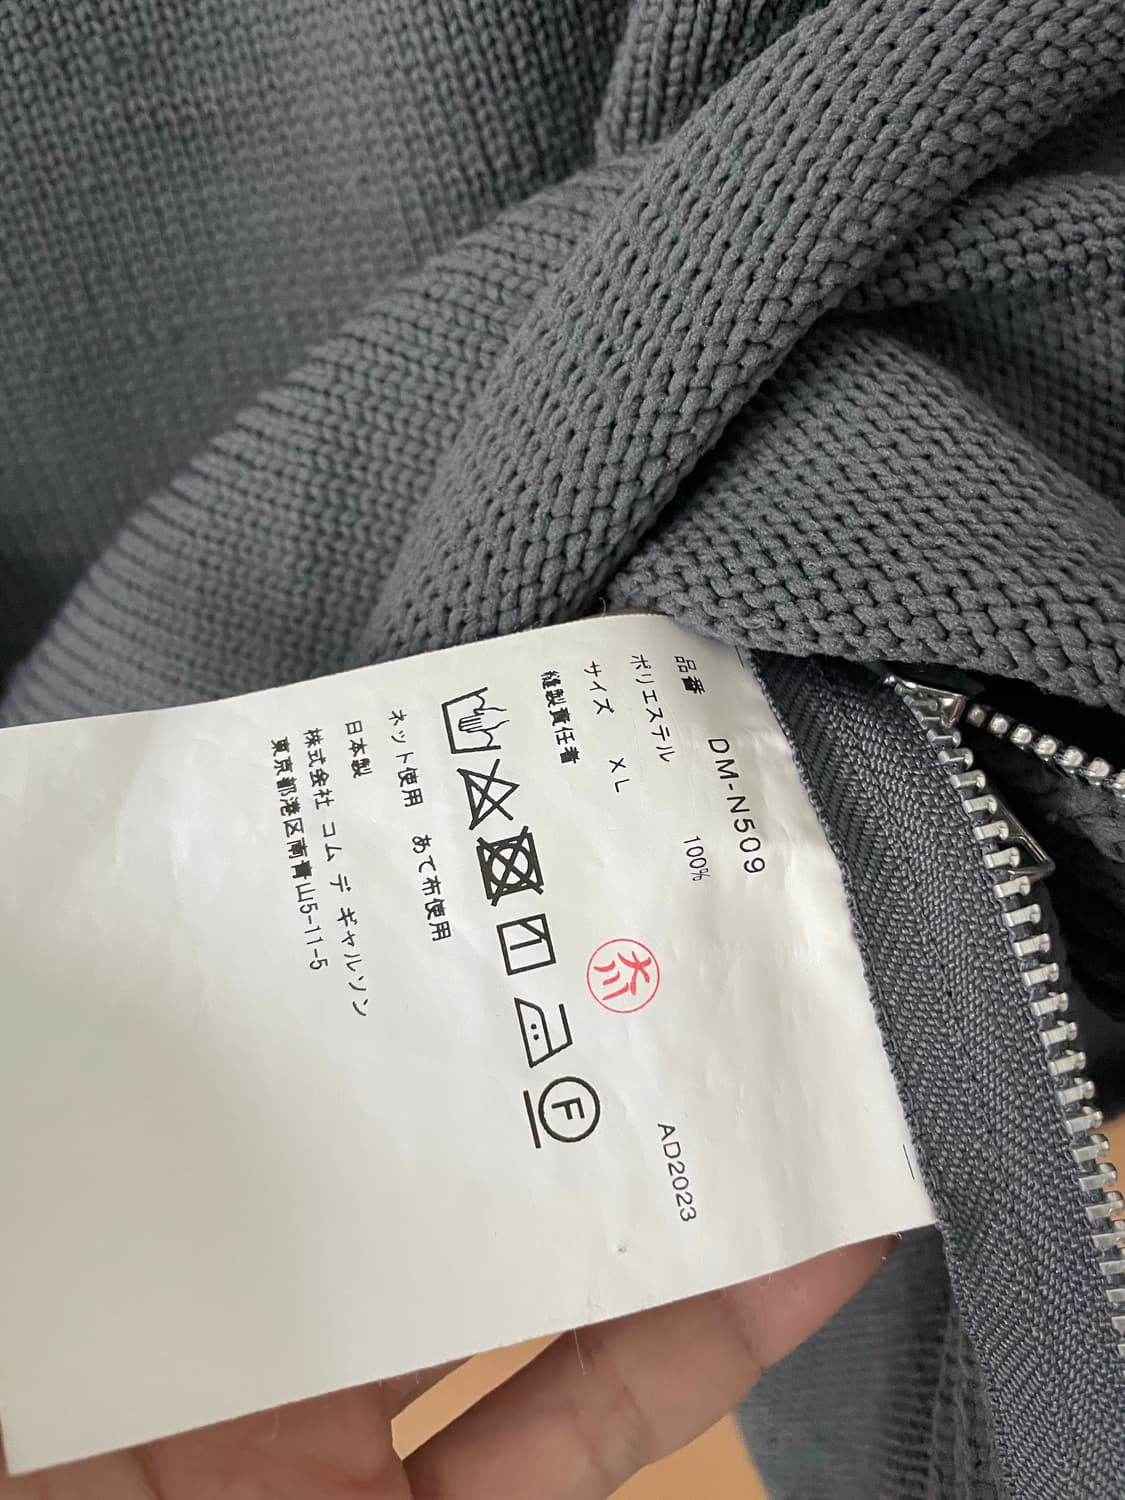 品番 DM-N509
ポリエステル 100%
サイズ XL AD2023
縫製責任者 大川
F
ネット使用 あて布使用
日本製
株式会社 コム デ ギャルソン
東京都港区南青山5-11-5